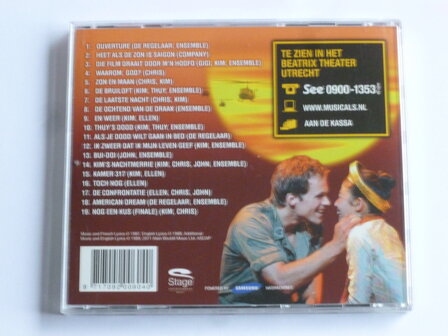 1. OUVERTURE (DE REGELAAR, ENSEMBLE)
2. HEET ALS DE ZON IS SAIGON (COMPANY)
3. DIE FILM DRAAIT DOOR M'N HOOFD (GIGI, KIM, ENSEMBLE)
4. WAAROM, GOD? (CHRIS)
5. ZON EN MAAN (CHRIS, KIM)
6. DE BRUILOFT (KIM, THUY, ENSEMBLE)
7. DE LAATSTE NACHT (CHRIS, KIM)
8. DE OCHTEND VAN DE DRAAK (ENSEMBLE)
9. EN WEER (KIM, ELLEN)
10. THUY'S DOOD (KIM, THUY, ENSEMBLE)
11. ALS JE DOOD WILT GAAN IN BED (DE REGELAAR)
12. IK ZWEER DAT IK MIJN LEVEN GEEF (KIM, ENSEMBLE)
13. BUI-DOI (JOHN, ENSEMBLE)
14. KIM'S NACHTMERRIE (KIM, CHRIS, JOHN, ENSEMBLE)
15. KAMER 317 (KIM, ELLEN)
16. TOCH NOG (ELLEN)
17. DE CONFRONTATIE (ELLEN, CHRIS, JOHN)
18. AMERICAN DREAM (DE REGELAAR, ENSEMBLE)
19. NOG EEN KUS (FINALE) (KIM, CHRIS)
TE ZIEN IN HET
BEATRIX THEATER
UTRECHT
See 0900-1353
WWW.MUSICALS.NL
AAN DE KASSA
Stage
POWERED BY SAMSUNG